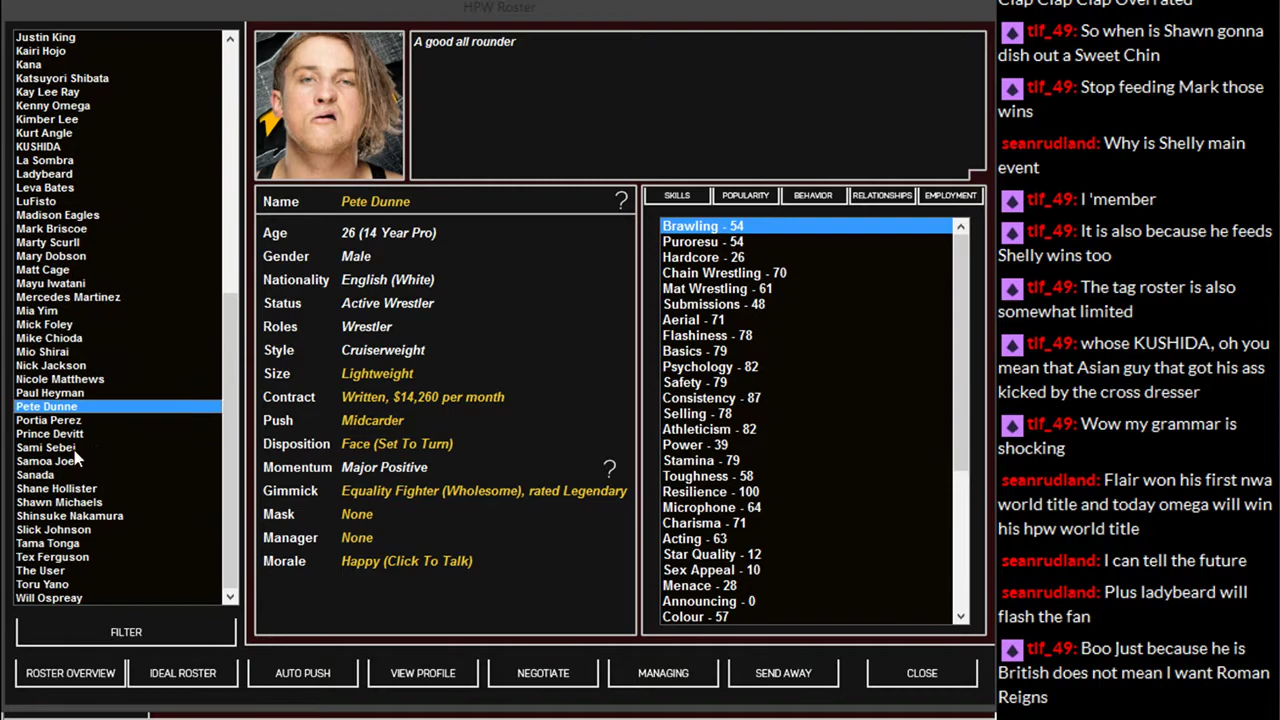 HPW Roster
Justin King
Kairi Hojo
Kana
Katsuyori Shibata
Kay Lee Ray
Kenny Omega
Kimber Lee
Kurt Angle
KUSHIDA
La Sombra
Ladybeard
Leva Bates
LuFisto
Madison Eagles
Mark Briscoe
Marty Scurll
Mary Dobson
Matt Cage
Mayu Iwatani
Mercedes Martinez
Mia Yim
Mick Foley
Mike Chioda
Mio Shirai
Nick Jackson
Nicole Matthews
Paul Heyman
Pete Dunne
Portia Perez
Prince Devitt
Sami Sebei
Samoa Joe
Sanada
Shane Hollister
Shawn Michaels
Shinsuke Nakamura
Slick Johnson
Tama Tonga
Tex Ferguson
The User
Toru Yano
Will Ospreay
FILTER
A good all rounder
Name Pete Dunne ?
Age 26 (14 Year Pro)
Gender Male
Nationality English (White)
Status Active Wrestler
Roles Wrestler
Style Cruiserweight
Size Lightweight
Contract Written, $14,260 per month
Push Midcarder
Disposition Face (Set To Turn)
Momentum Major Positive ?
Gimmick Equality Fighter (Wholesome), rated Legendary
Mask None
Manager None
Morale Happy (Click To Talk)
SKILLS POPULARITY BEHAVIOR RELATIONSHIPS EMPLOYMENT
Brawling - 54
Puroresu - 54
Hardcore - 26
Chain Wrestling - 70
Mat Wrestling - 61
Submissions - 48
Aerial - 71
Flashiness - 78
Basics - 79
Psychology - 82
Safety - 79
Consistency - 87
Selling - 78
Athleticism - 82
Power - 39
Stamina - 79
Toughness - 58
Resilience - 100
Microphone - 64
Charisma - 71
Acting - 63
Star Quality - 12
Sex Appeal - 10
Menace - 28
Announcing - 0
Colour - 57
ROSTER OVERVIEW IDEAL ROSTER AUTO PUSH VIEW PROFILE NEGOTIATE MANAGING SEND AWAY CLOSE
Clap Clap Clap Overrated
tlf_49: So when is Shawn gonna
dish out a Sweet Chin
tlf_49: Stop feeding Mark those
wins
seanrudland: Why is Shelly main
event
tlf_49: I 'member
tlf_49: It is also because he feeds
Shelly wins too
tlf_49: The tag roster is also
somewhat limited
tlf_49: whose KUSHIDA, oh you
mean that Asian guy that got his ass
kicked by the cross dresser
tlf_49: Wow my grammar is
shocking
seanrudland: Flair won his first nwa
world title and today omega will win
his hpw world title
seanrudland: I can tell the future
seanrudland: Plus ladybeard will
flash the fan
tlf_49: Boo Just because he is
British does not mean I want Roman
Reigns